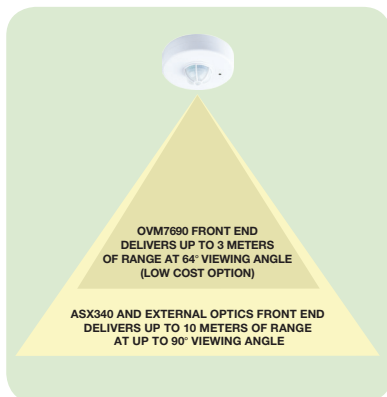 OVM7690 FRONT END
DELIVERS UP TO 3 METERS
OF RANGE AT 64° VIEWING ANGLE
(LOW COST OPTION)
ASX340 AND EXTERNAL OPTICS FRONT END
DELIVERS UP TO 10 METERS OF RANGE
AT UP TO 90° VIEWING ANGLE